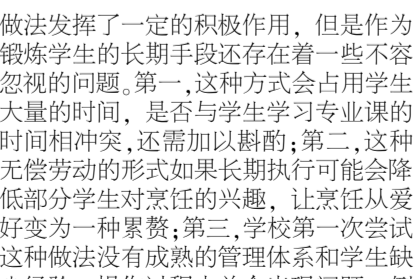 做法发挥了一定的积极作用，但是作为
锻炼学生的长期手段还存在着一些不容
忽视的问题。第一,这种方式会占用学生
大量的时间，是否与学生学习专业课的
时间相冲突,还需加以斟酌;第二,这种
无偿劳动的形式如果长期执行可能会降
低部分学生对烹饪的兴趣，让烹饪从爱
好变为一种累赘;第三,学校第一次尝试
这种做法没有成熟的管理体系和学生缺